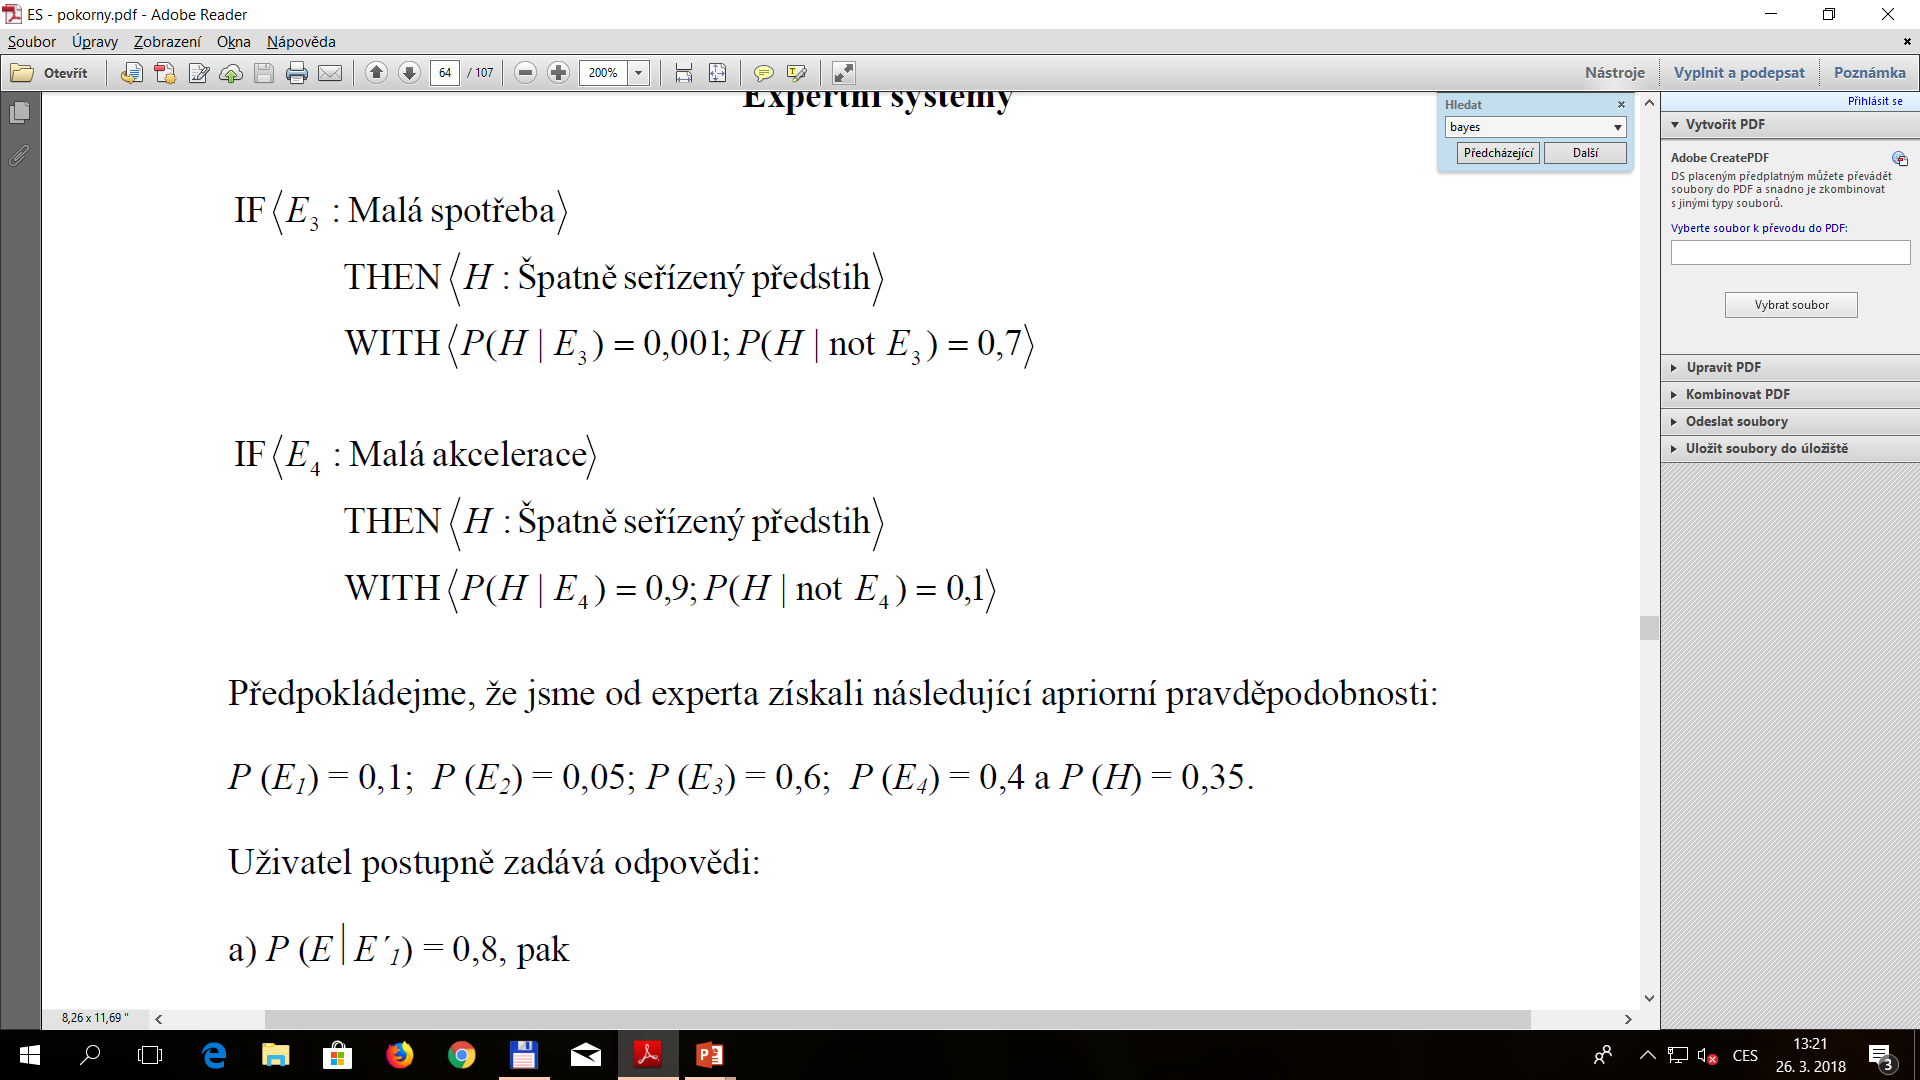 ES - pokorny.pdf - Adobe Reader
Soubor Úpravy Zobrazení Okna Nápověda
Otevřít 64 / 107 200% Nástroje Vyplnit a podepsat Poznámka
Expertní systémy
Hledat
bayes
Předcházející Další
Přihlásit se
Vytvořit PDF
Adobe CreatePDF
DS placeným předplatným můžete převádět
soubory do PDF a snadno je zkombinovat
s jinými typy souborů.
Vyberte soubor k převodu do PDF:
Vybrat soubor
Upravit PDF
Kombinovat PDF
Odeslat soubory
Uložit soubory do úložiště
IF⟨E₃ : Malá spotřeba⟩
THEN⟨H : Špatně seřízený předstih⟩
WITH⟨P(H | E₃) = 0,001; P(H | not E₃) = 0,7⟩
IF⟨E₄ : Malá akcelerace⟩
THEN⟨H : Špatně seřízený předstih⟩
WITH⟨P(H | E₄) = 0,9; P(H | not E₄) = 0,1⟩
Předpokládejme, že jsme od experta získali následující apriorní pravděpodobnosti:
P (E₁) = 0,1; P (E₂) = 0,05; P (E₃) = 0,6; P (E₄) = 0,4 a P (H) = 0,35.
Uživatel postupně zadává odpovědi:
a) P (E│E´₁) = 0,8, pak
8,26 x 11,69 "
CES
13:21
26. 3. 2018
3